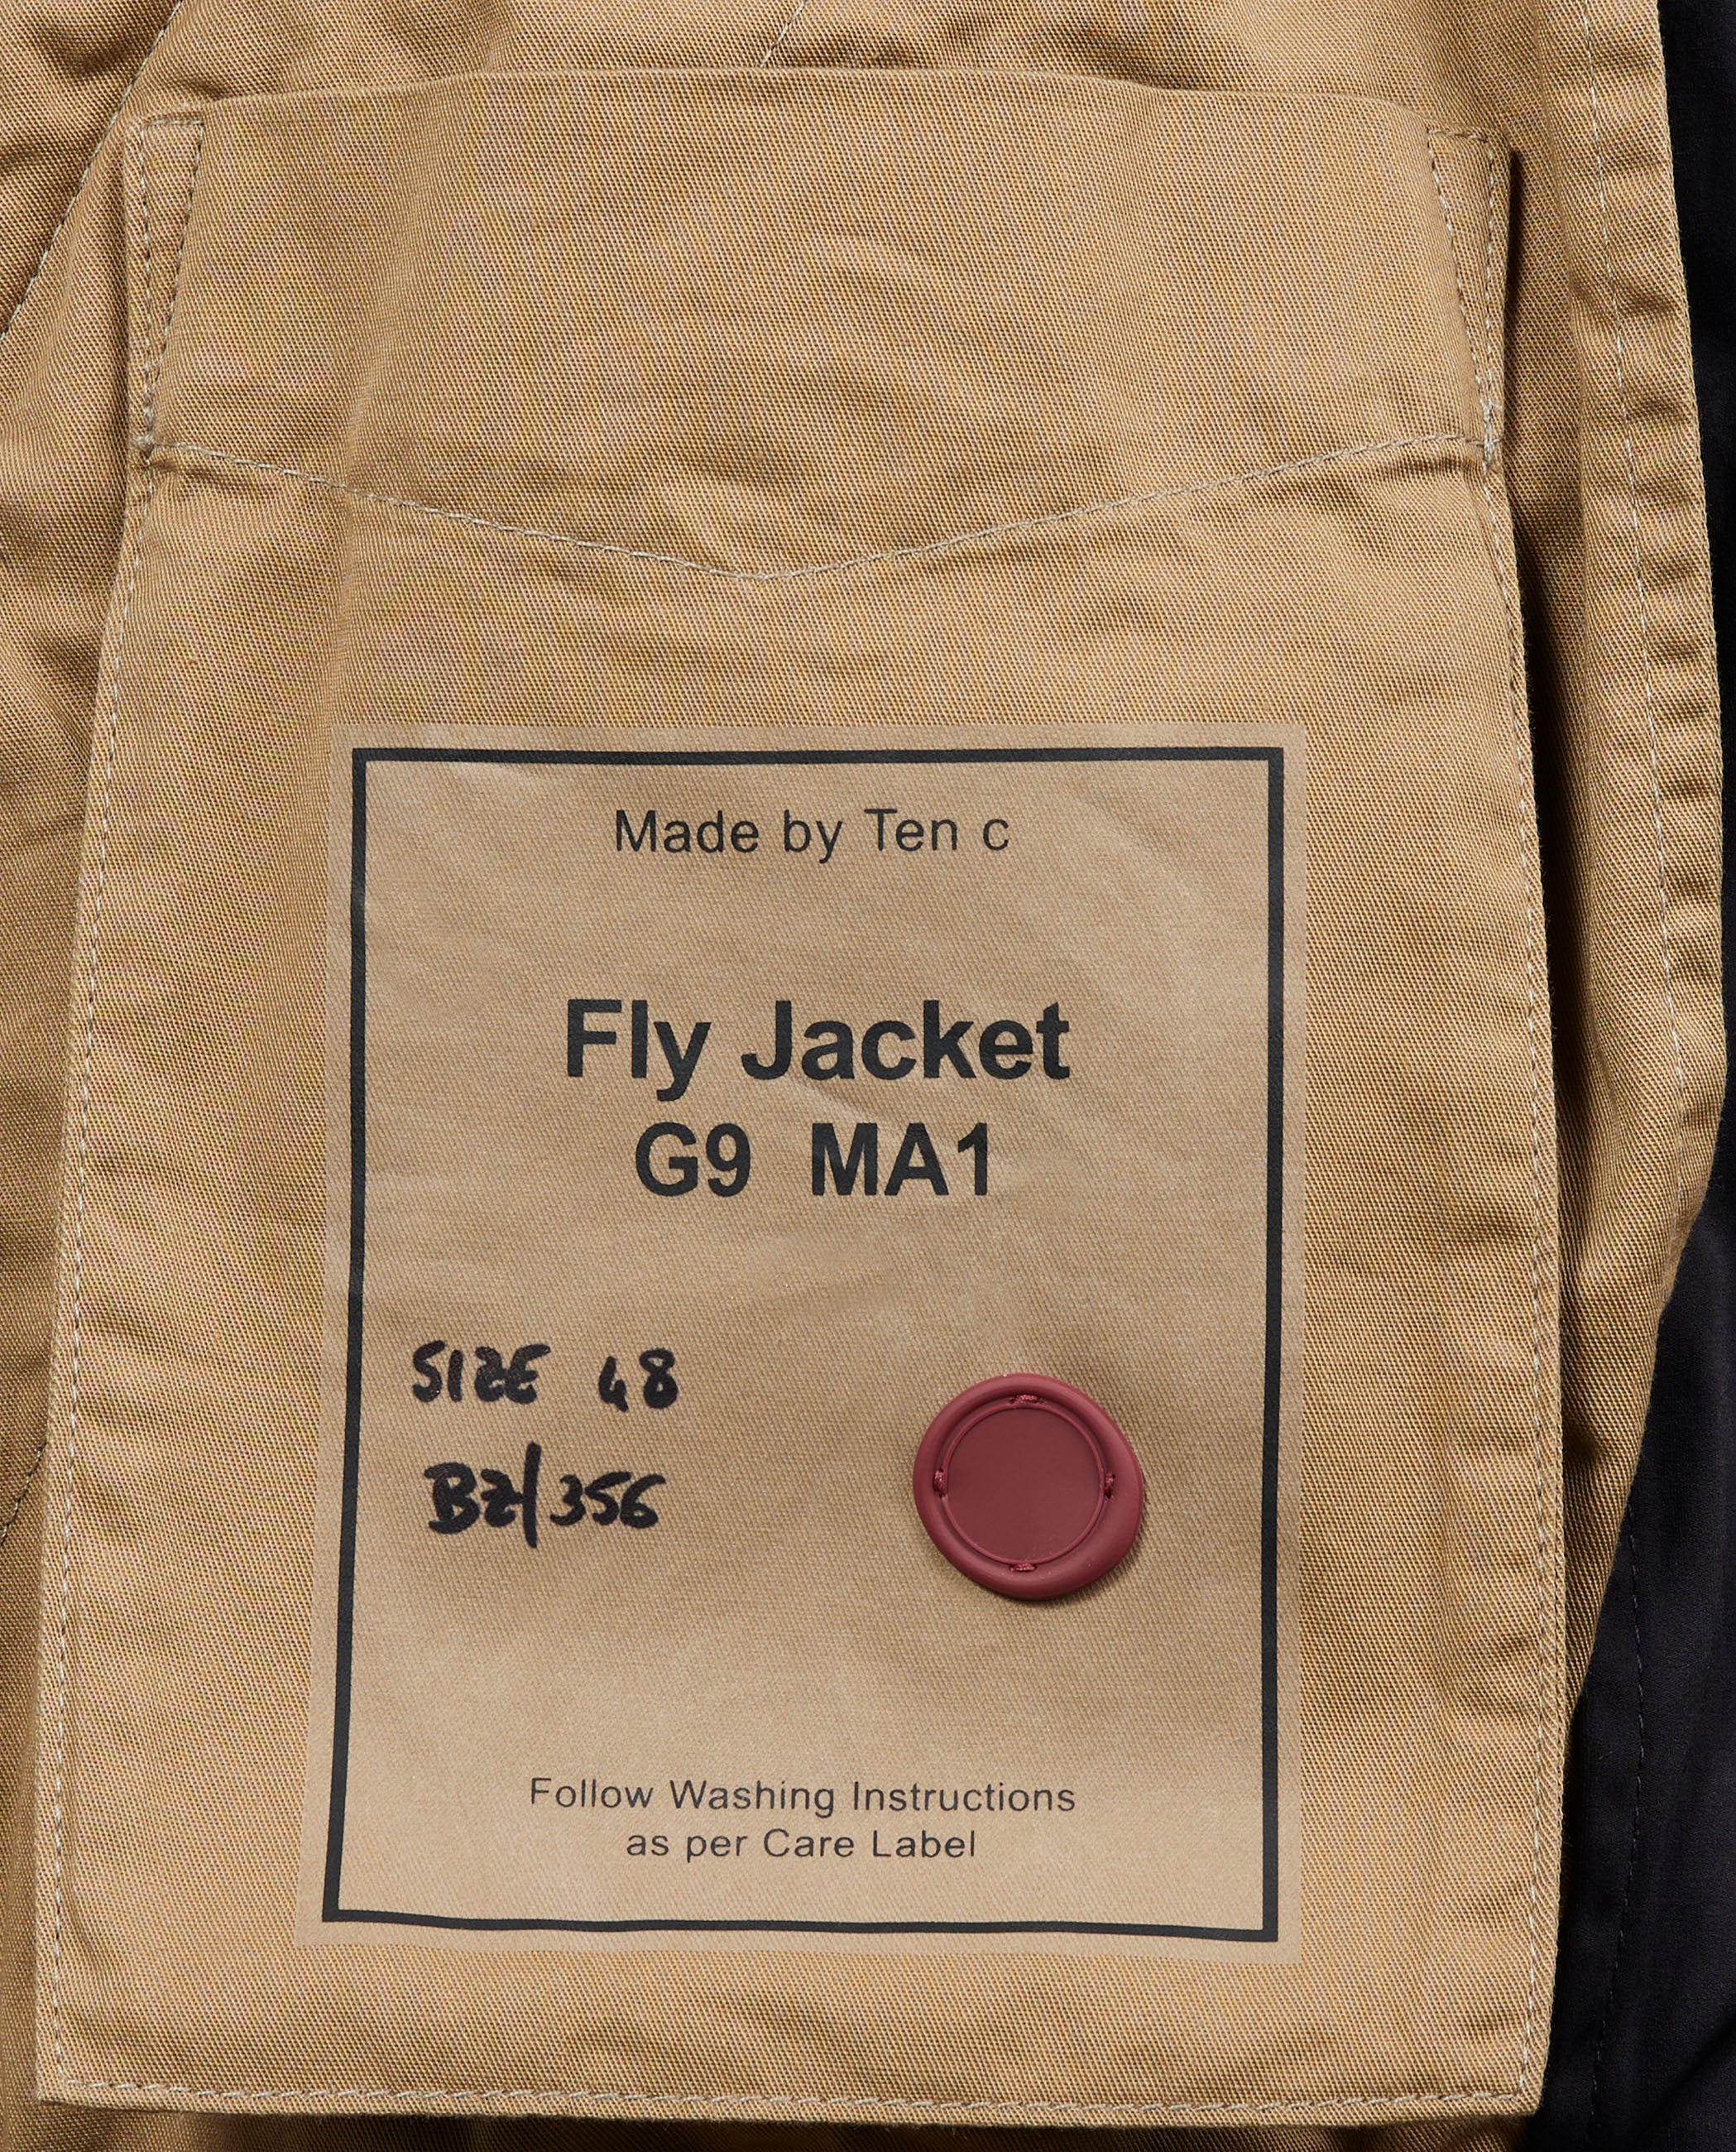 Made by Ten c
Fly Jacket
G9 MA1
SIZE 48
BZ/356
Follow Washing Instructions
as per Care Label